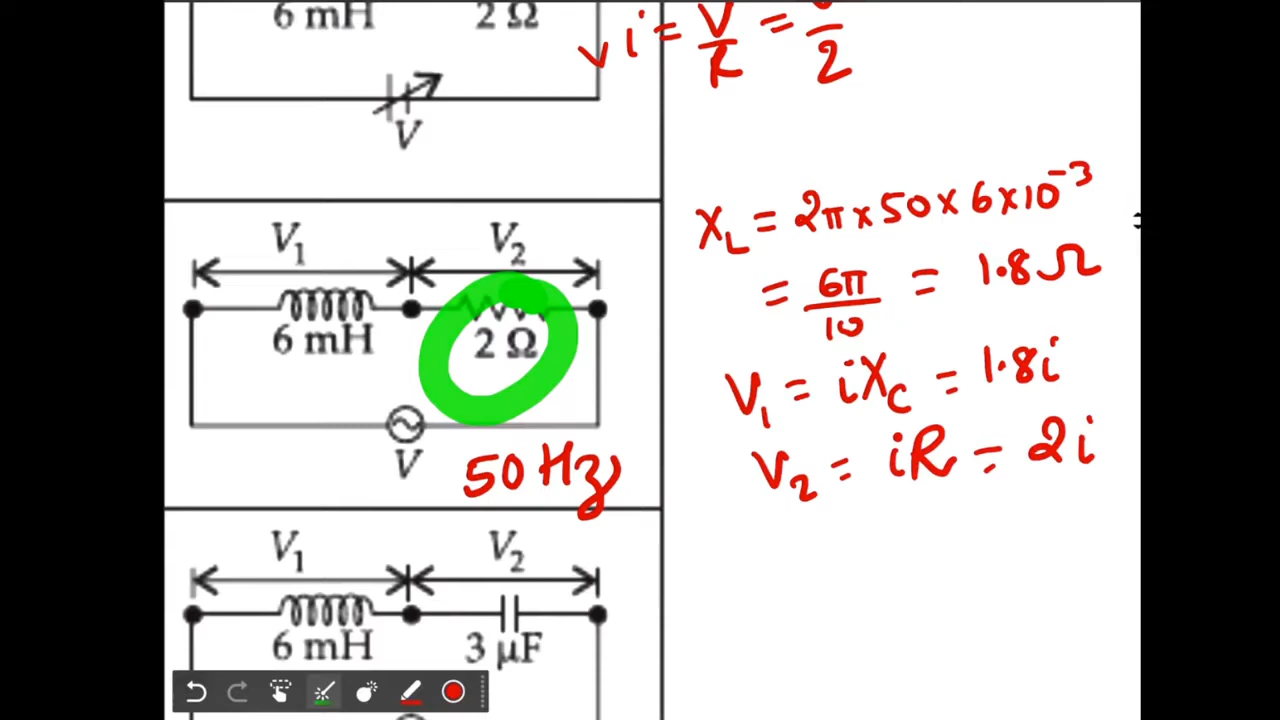 6 mH 2 Ω
V
i = V/R = /2
V1 V2
6 mH 2 Ω
V
50 Hz
XL = 2π × 50 × 6 × 10⁻³
= 6π/10 = 1.8 Ω
V1 = iXC = 1.8i
V2 = iR = 2i
V1 V2
6 mH 3 μF